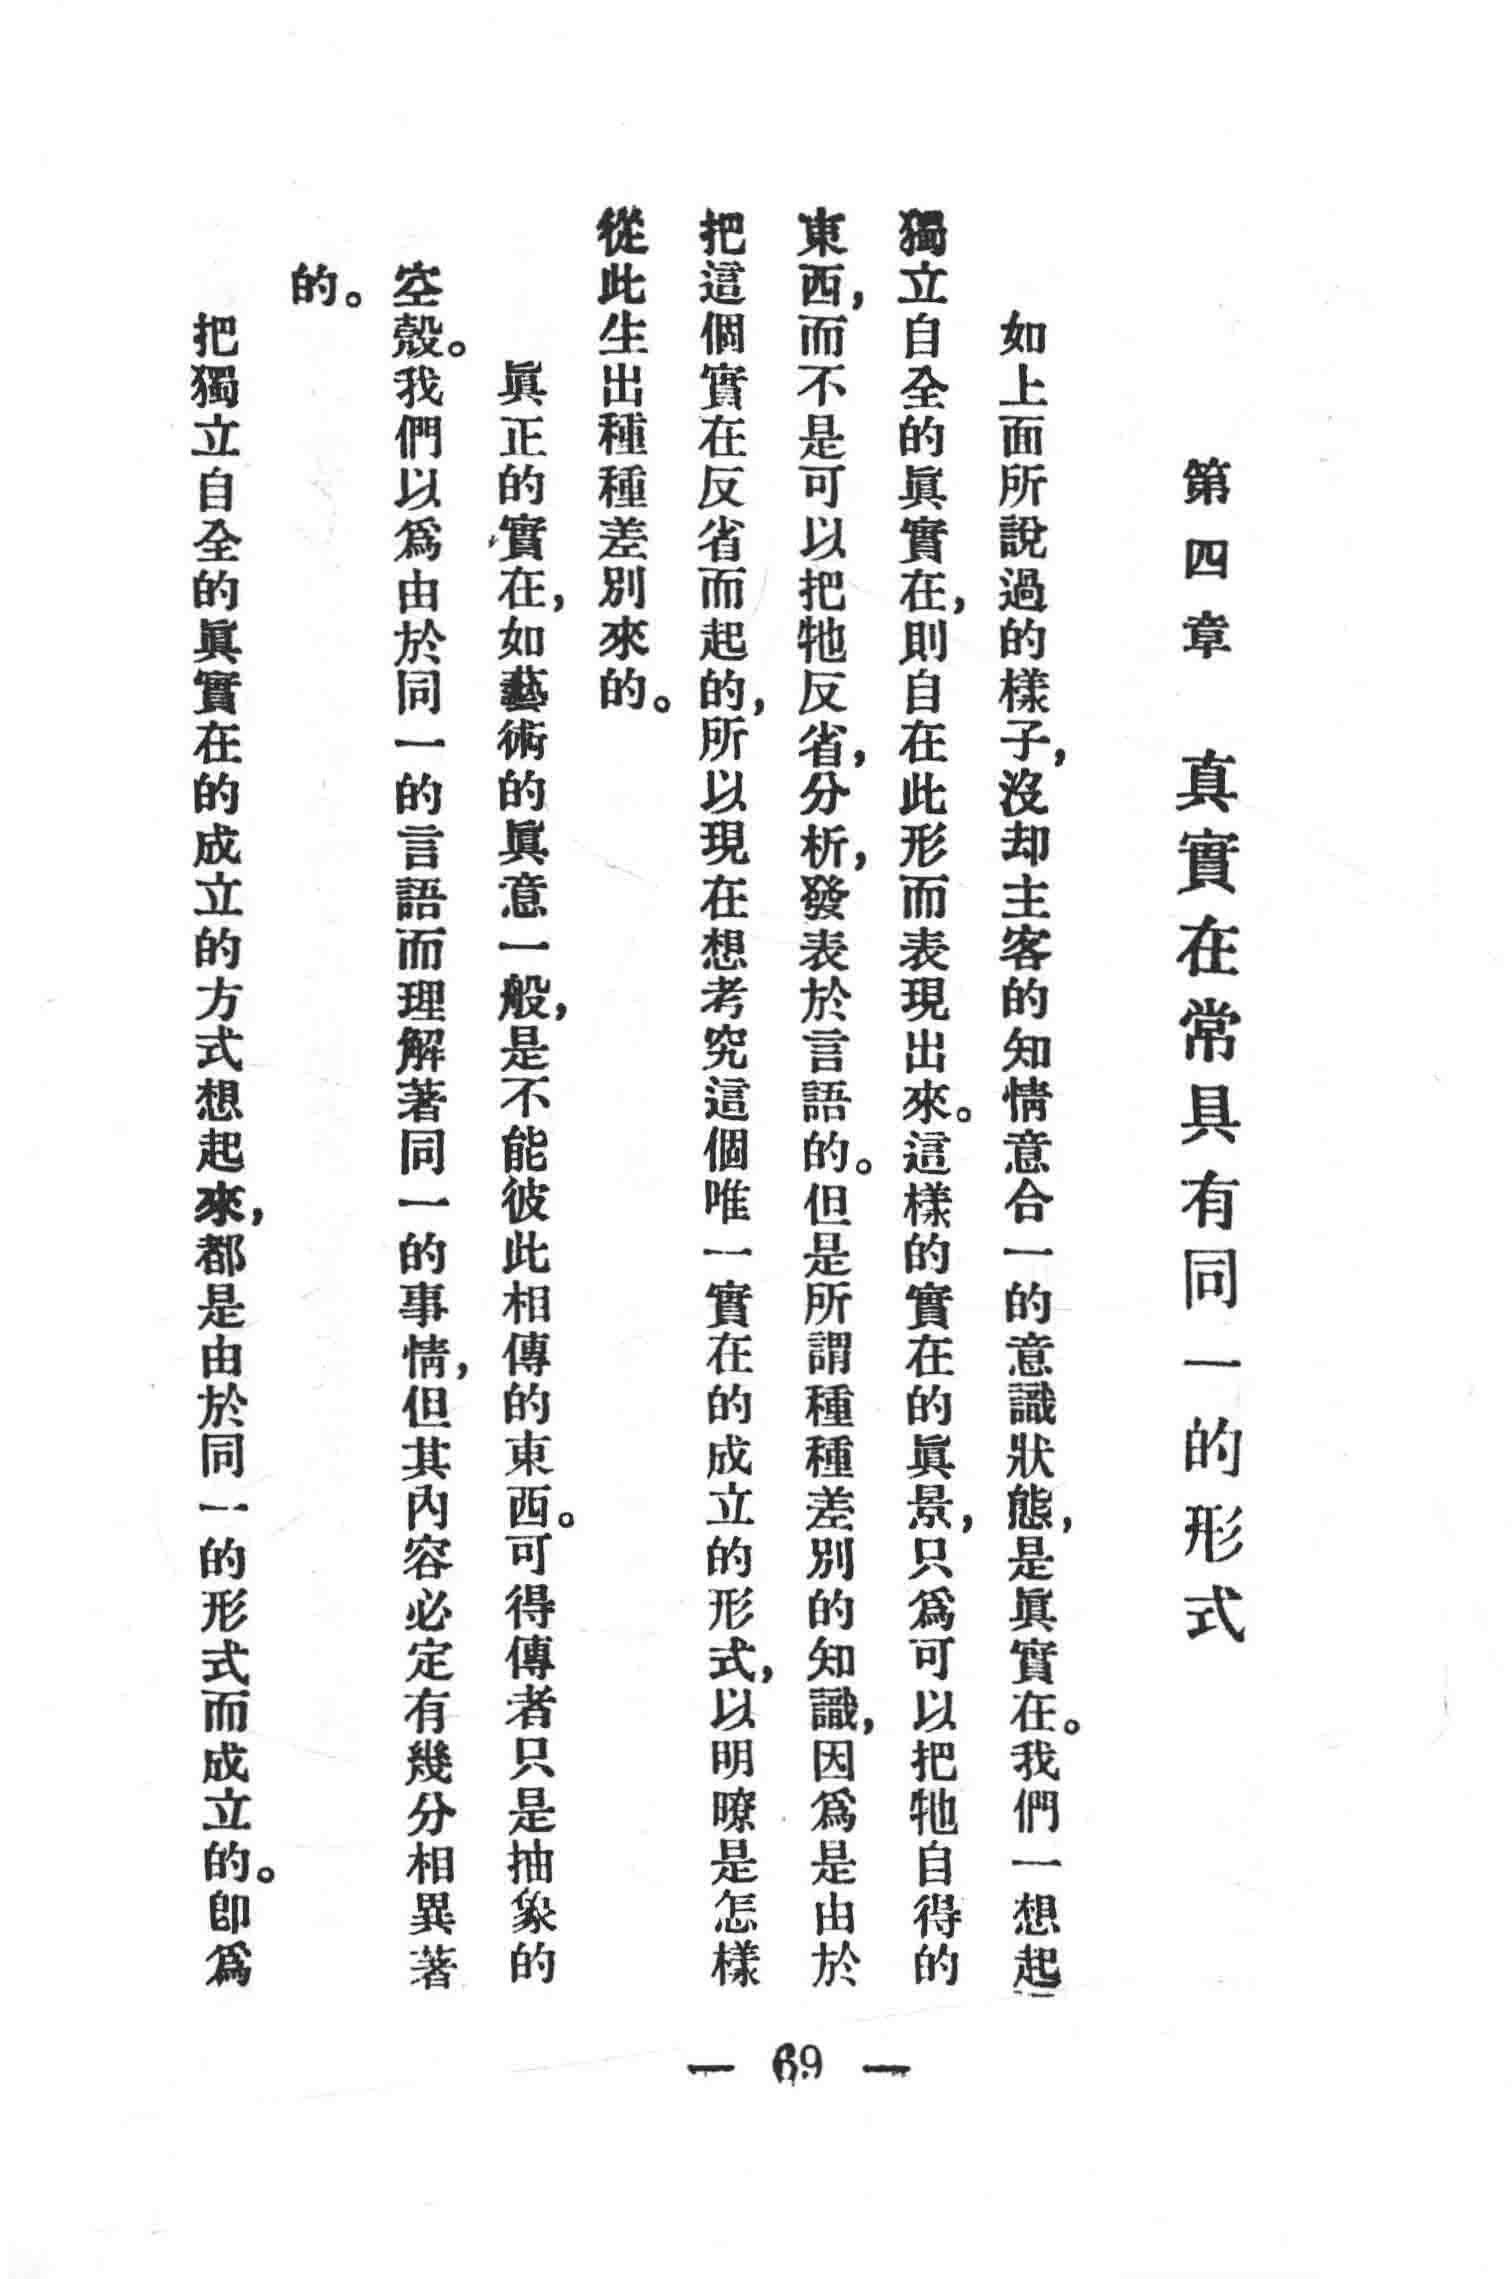 第四章　真實在常具有同一的形式
如上面所說過的樣子，沒却主客的知情意合一的意識狀態，是眞實在。我們一想起
獨立自全的眞實在，則自在此形而表現出來。這樣的實在的眞景，只爲可以把牠自得的
東西，而不是可以把牠反省，分析，發表於言語的。但是所謂種種差別的知識，因爲是由於
把這個實在反省而起的，所以現在想考究這個唯一實在的成立的形式，以明暸是怎樣
從此生出種種差別來的。
眞正的實在，如藝術的眞意一般，是不能彼此相傳的東西。可得傳者只是抽象的
空殼。我們以爲由於同一的言語而理解著同一的事情，但其內容必定有幾分相異著
的。
把獨立自全的眞實在的成立的方式想起來，都是由於同一的形式而成立的。卽爲
— 69 —